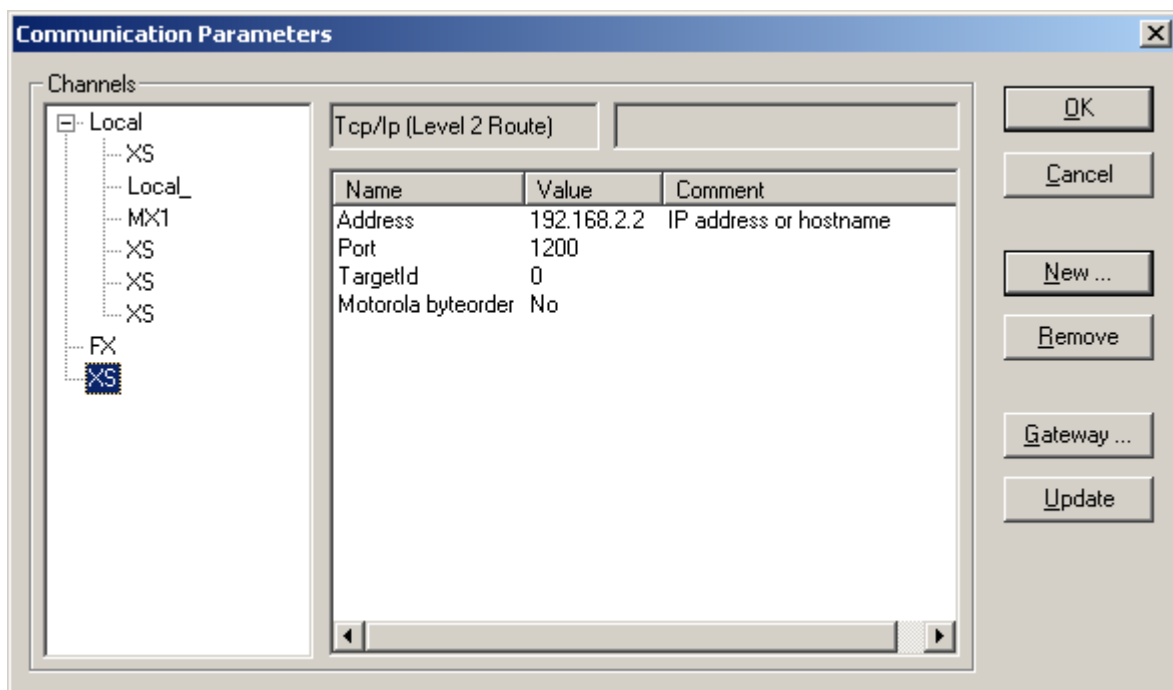 Communication Parameters
Channels
Local
XS
Local_
MX1
XS
XS
XS
FX
XS
Tcp/Ip (Level 2 Route)
Name Value Comment
Address 192.168.2.2 IP address or hostname
Port 1200
TargetId 0
Motorola byteorder No
OK
Cancel
New ...
Remove
Gateway ...
Update